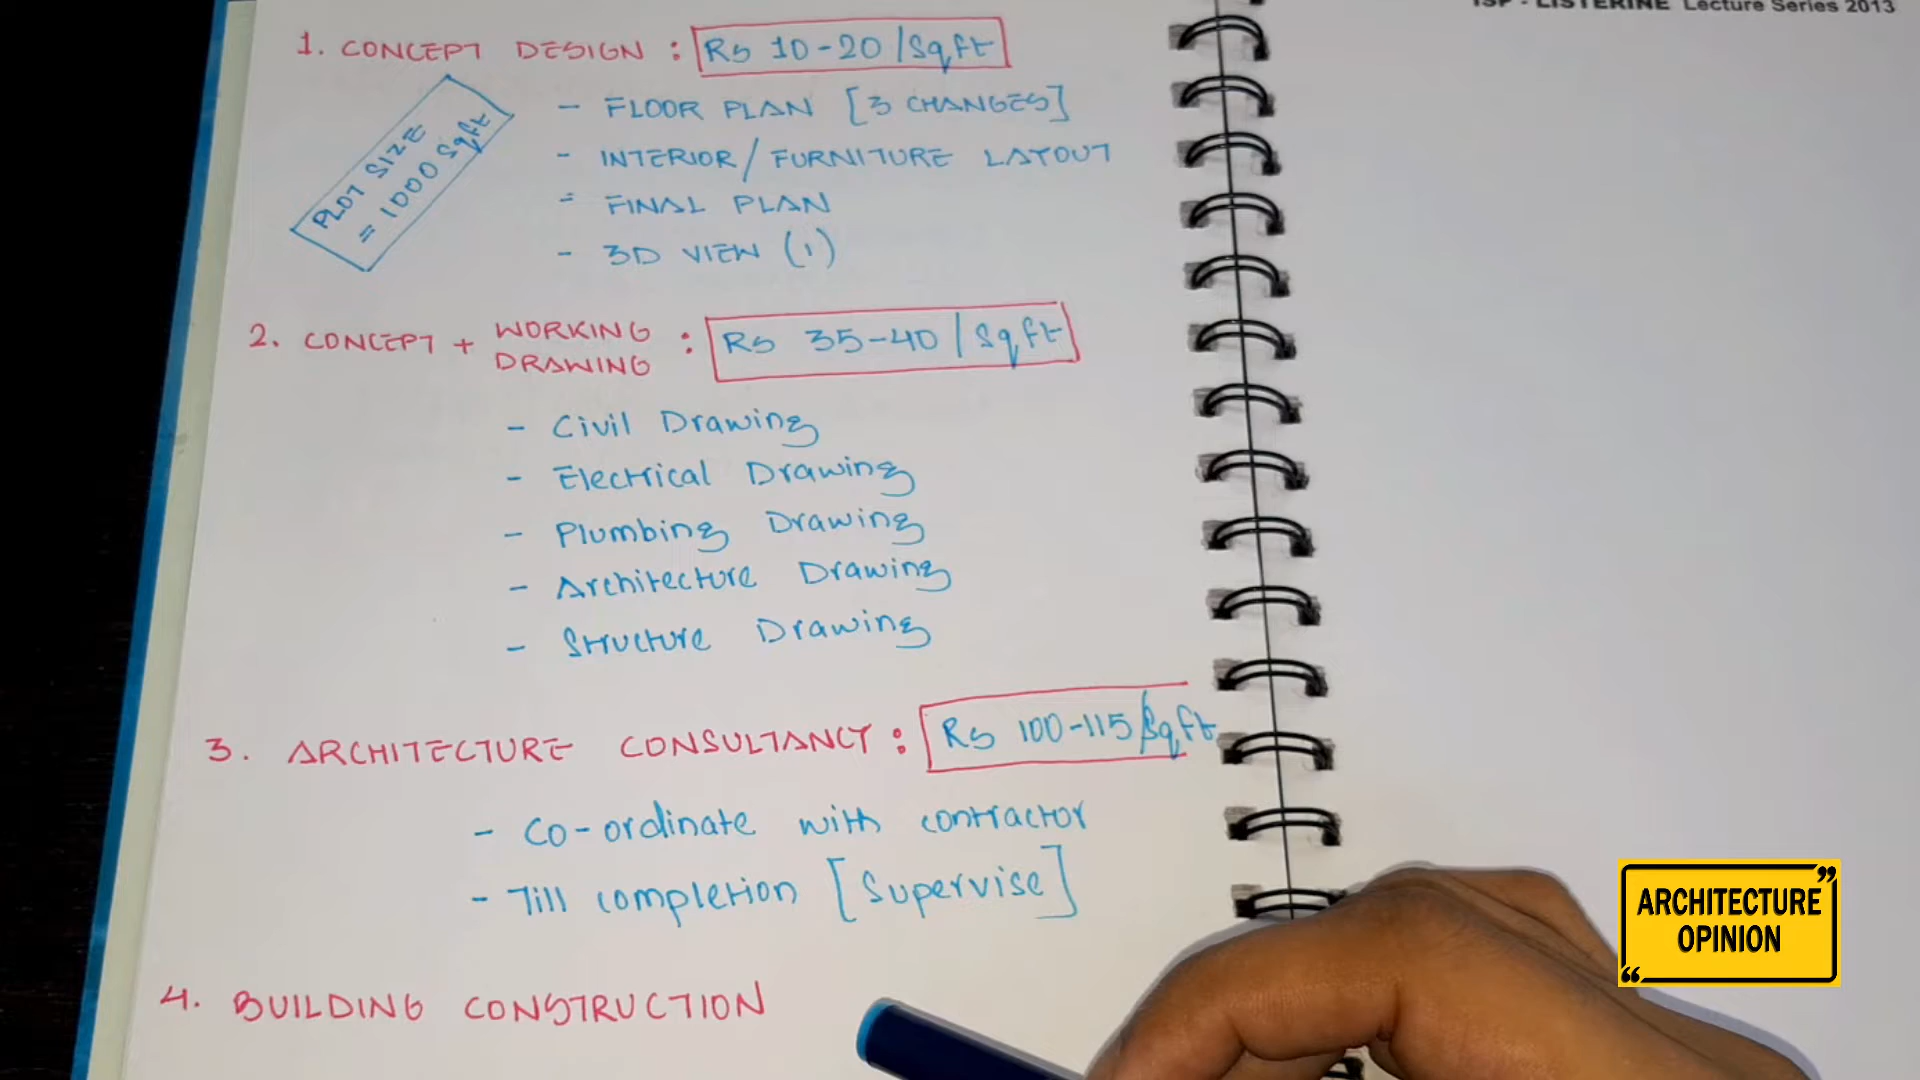 ISP - LISTERINE Lecture Series 2013
1. CONCEPT DESIGN : Rs 10-20 /Sqft
PLOT SIZE
= 1000 Sqft
- FLOOR PLAN [3 CHANGES]
- INTERIOR/ FURNITURE LAYOUT
- FINAL PLAN
- 3D VIEW (1)
2. CONCEPT + WORKING DRAWING : Rs 35-40 /Sqft
- Civil Drawing
- Electrical Drawing
- Plumbing Drawing
- Architecture Drawing
- Structure Drawing
3. ARCHITECTURE CONSULTANCY : Rs 100-115/Sqft
- Co-ordinate with contractor
- Till completion [Supervise]
4. BUILDING CONSTRUCTION
ARCHITECTURE
OPINION